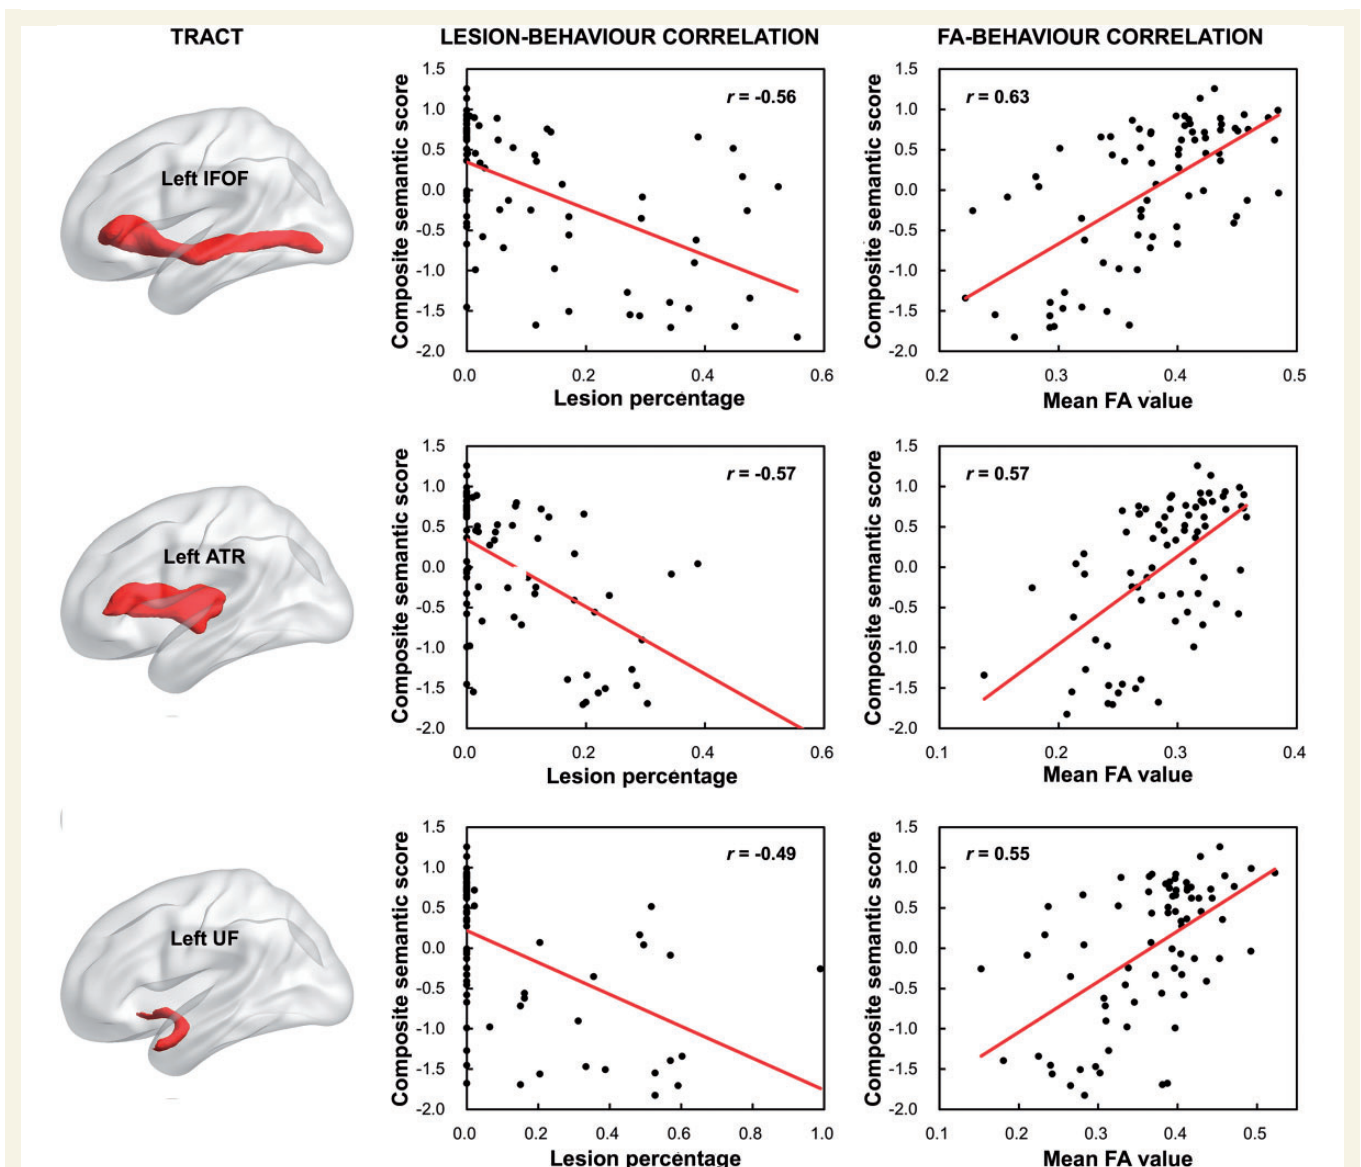 TRACT LESION-BEHAVIOUR CORRELATION FA-BEHAVIOUR CORRELATION
Left IFOF
Composite semantic score
1.5
1.0
0.5
0.0
-0.5
-1.0
-1.5
-2.0
r = -0.56
0.0 0.2 0.4 0.6
Lesion percentage
Composite semantic score
1.5
1.0
0.5
0.0
-0.5
-1.0
-1.5
-2.0
r = 0.63
0.2 0.3 0.4 0.5
Mean FA value
Left ATR
Composite semantic score
1.5
1.0
0.5
0.0
-0.5
-1.0
-1.5
-2.0
r = -0.57
0.0 0.2 0.4 0.6
Lesion percentage
Composite semantic score
1.5
1.0
0.5
0.0
-0.5
-1.0
-1.5
-2.0
r = 0.57
0.1 0.2 0.3 0.4
Mean FA value
Left UF
Composite semantic score
1.5
1.0
0.5
0.0
-0.5
-1.0
-1.5
-2.0
r = -0.49
0.0 0.2 0.4 0.6 0.8 1.0
Lesion percentage
Composite semantic score
1.5
1.0
0.5
0.0
-0.5
-1.0
-1.5
-2.0
r = 0.55
0.1 0.2 0.3 0.4 0.5
Mean FA value